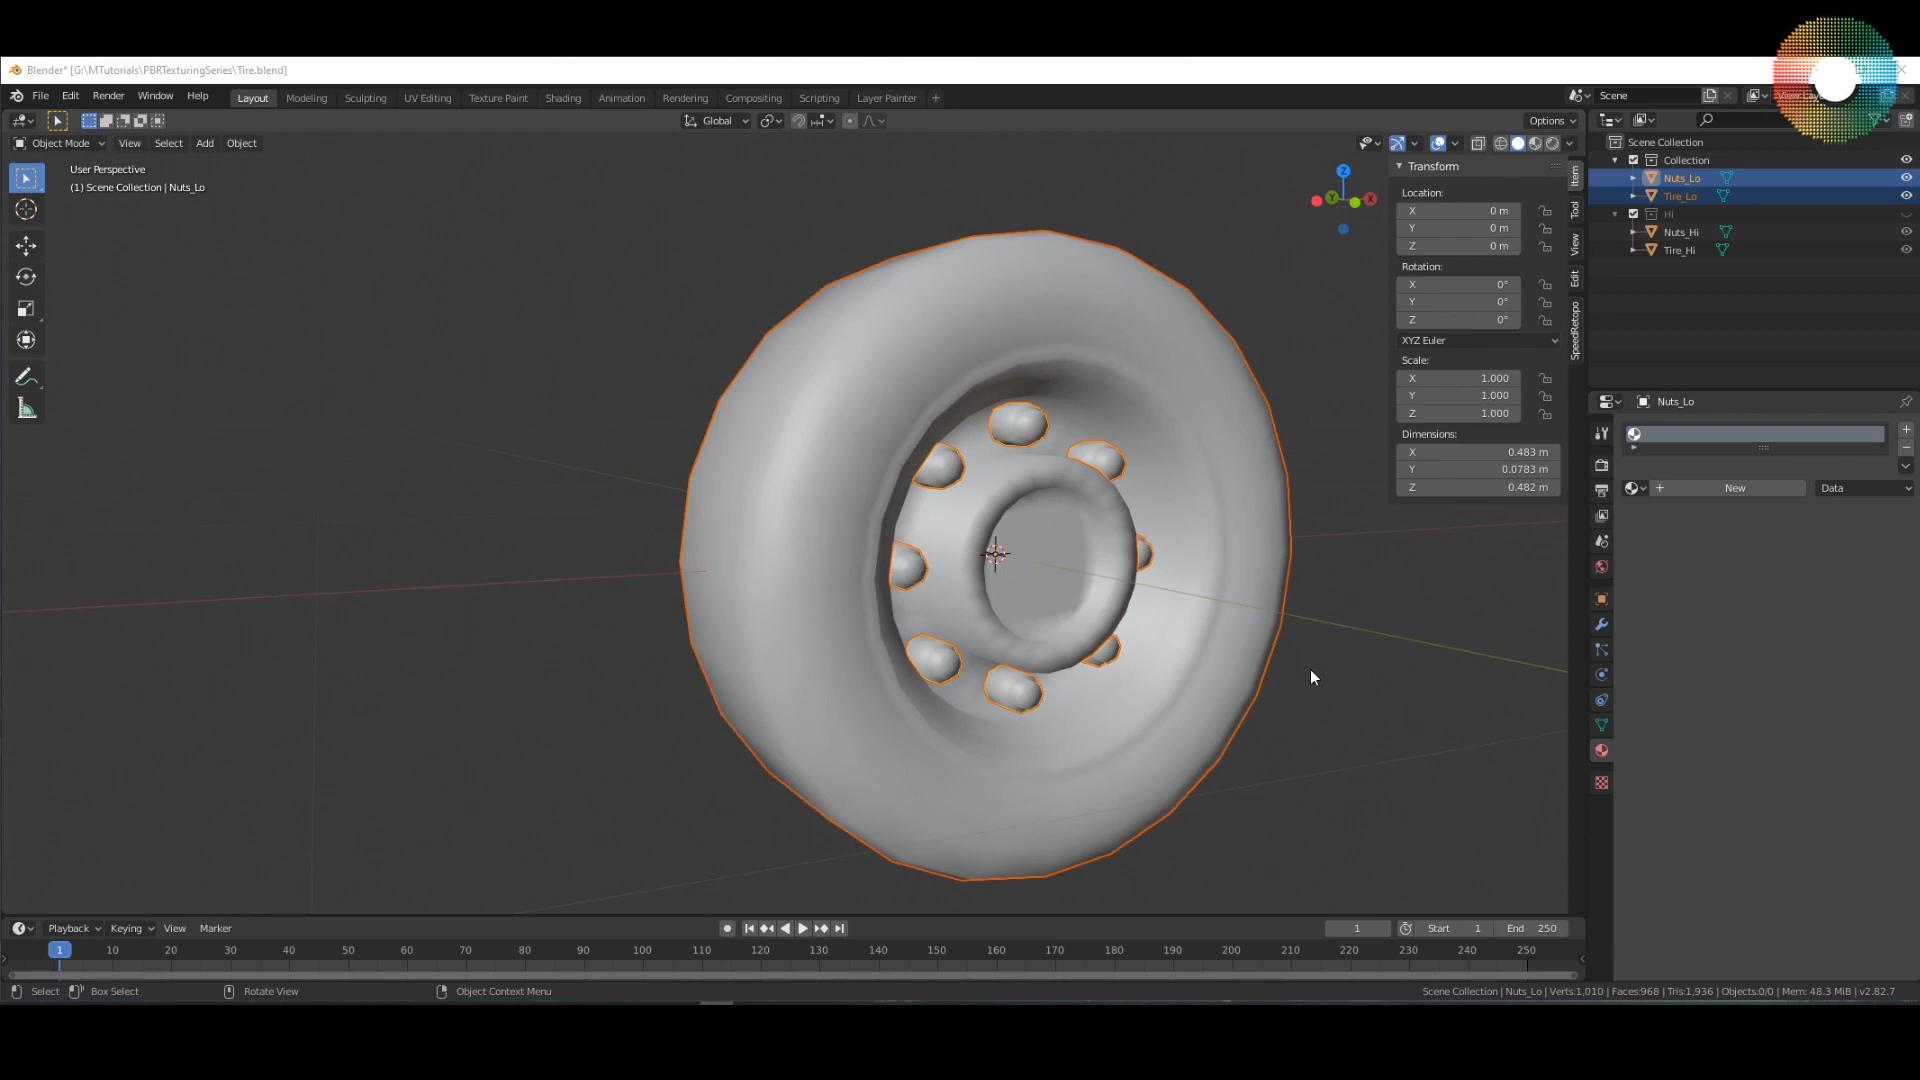 Blender* [G:\MTutorials\PBRTexturingSeries\Tire.blend]
File Edit Render Window Help Layout Modeling Sculpting UV Editing Texture Paint Shading Animation Rendering Compositing Scripting Layer Painter + Scene
Global Options
Object Mode View Select Add Object
User Perspective
(1) Scene Collection | Nuts_Lo
Z
Y
X
Transform
Location:
X 0 m
Y 0 m
Z 0 m
Rotation:
X 0°
Y 0°
Z 0°
XYZ Euler
Scale:
X 1.000
Y 1.000
Z 1.000
Dimensions:
X 0.483 m
Y 0.0783 m
Z 0.482 m
Item
Tool
View
Edit
SpeedRetopo
Scene Collection
Collection
Nuts_Lo
Tire_Lo
Hi
Nuts_Hi
Tire_Hi
Nuts_Lo
+ New Data
Playback Keying View Marker 1 Start 1 End 250
1 10 20 30 40 50 60 70 80 90 100 110 120 130 140 150 160 170 180 190 200 210 220 230 240 250
Select Box Select Rotate View Object Context Menu Scene Collection | Nuts_Lo | Verts:1,010 | Faces:968 | Tris:1,936 | Objects:0/0 | Mem: 48.3 MiB | v2.82.7